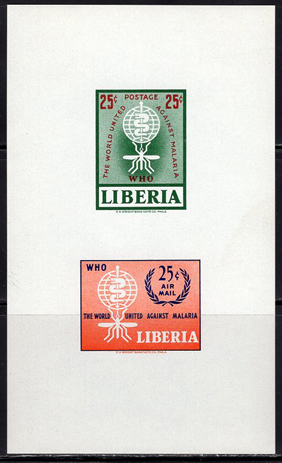 25¢ POSTAGE 25¢
THE WORLD UNITED AGAINST MALARIA
WHO
LIBERIA
WHO
25¢
AIR
MAIL
THE WORLD UNITED AGAINST MALARIA
LIBERIA